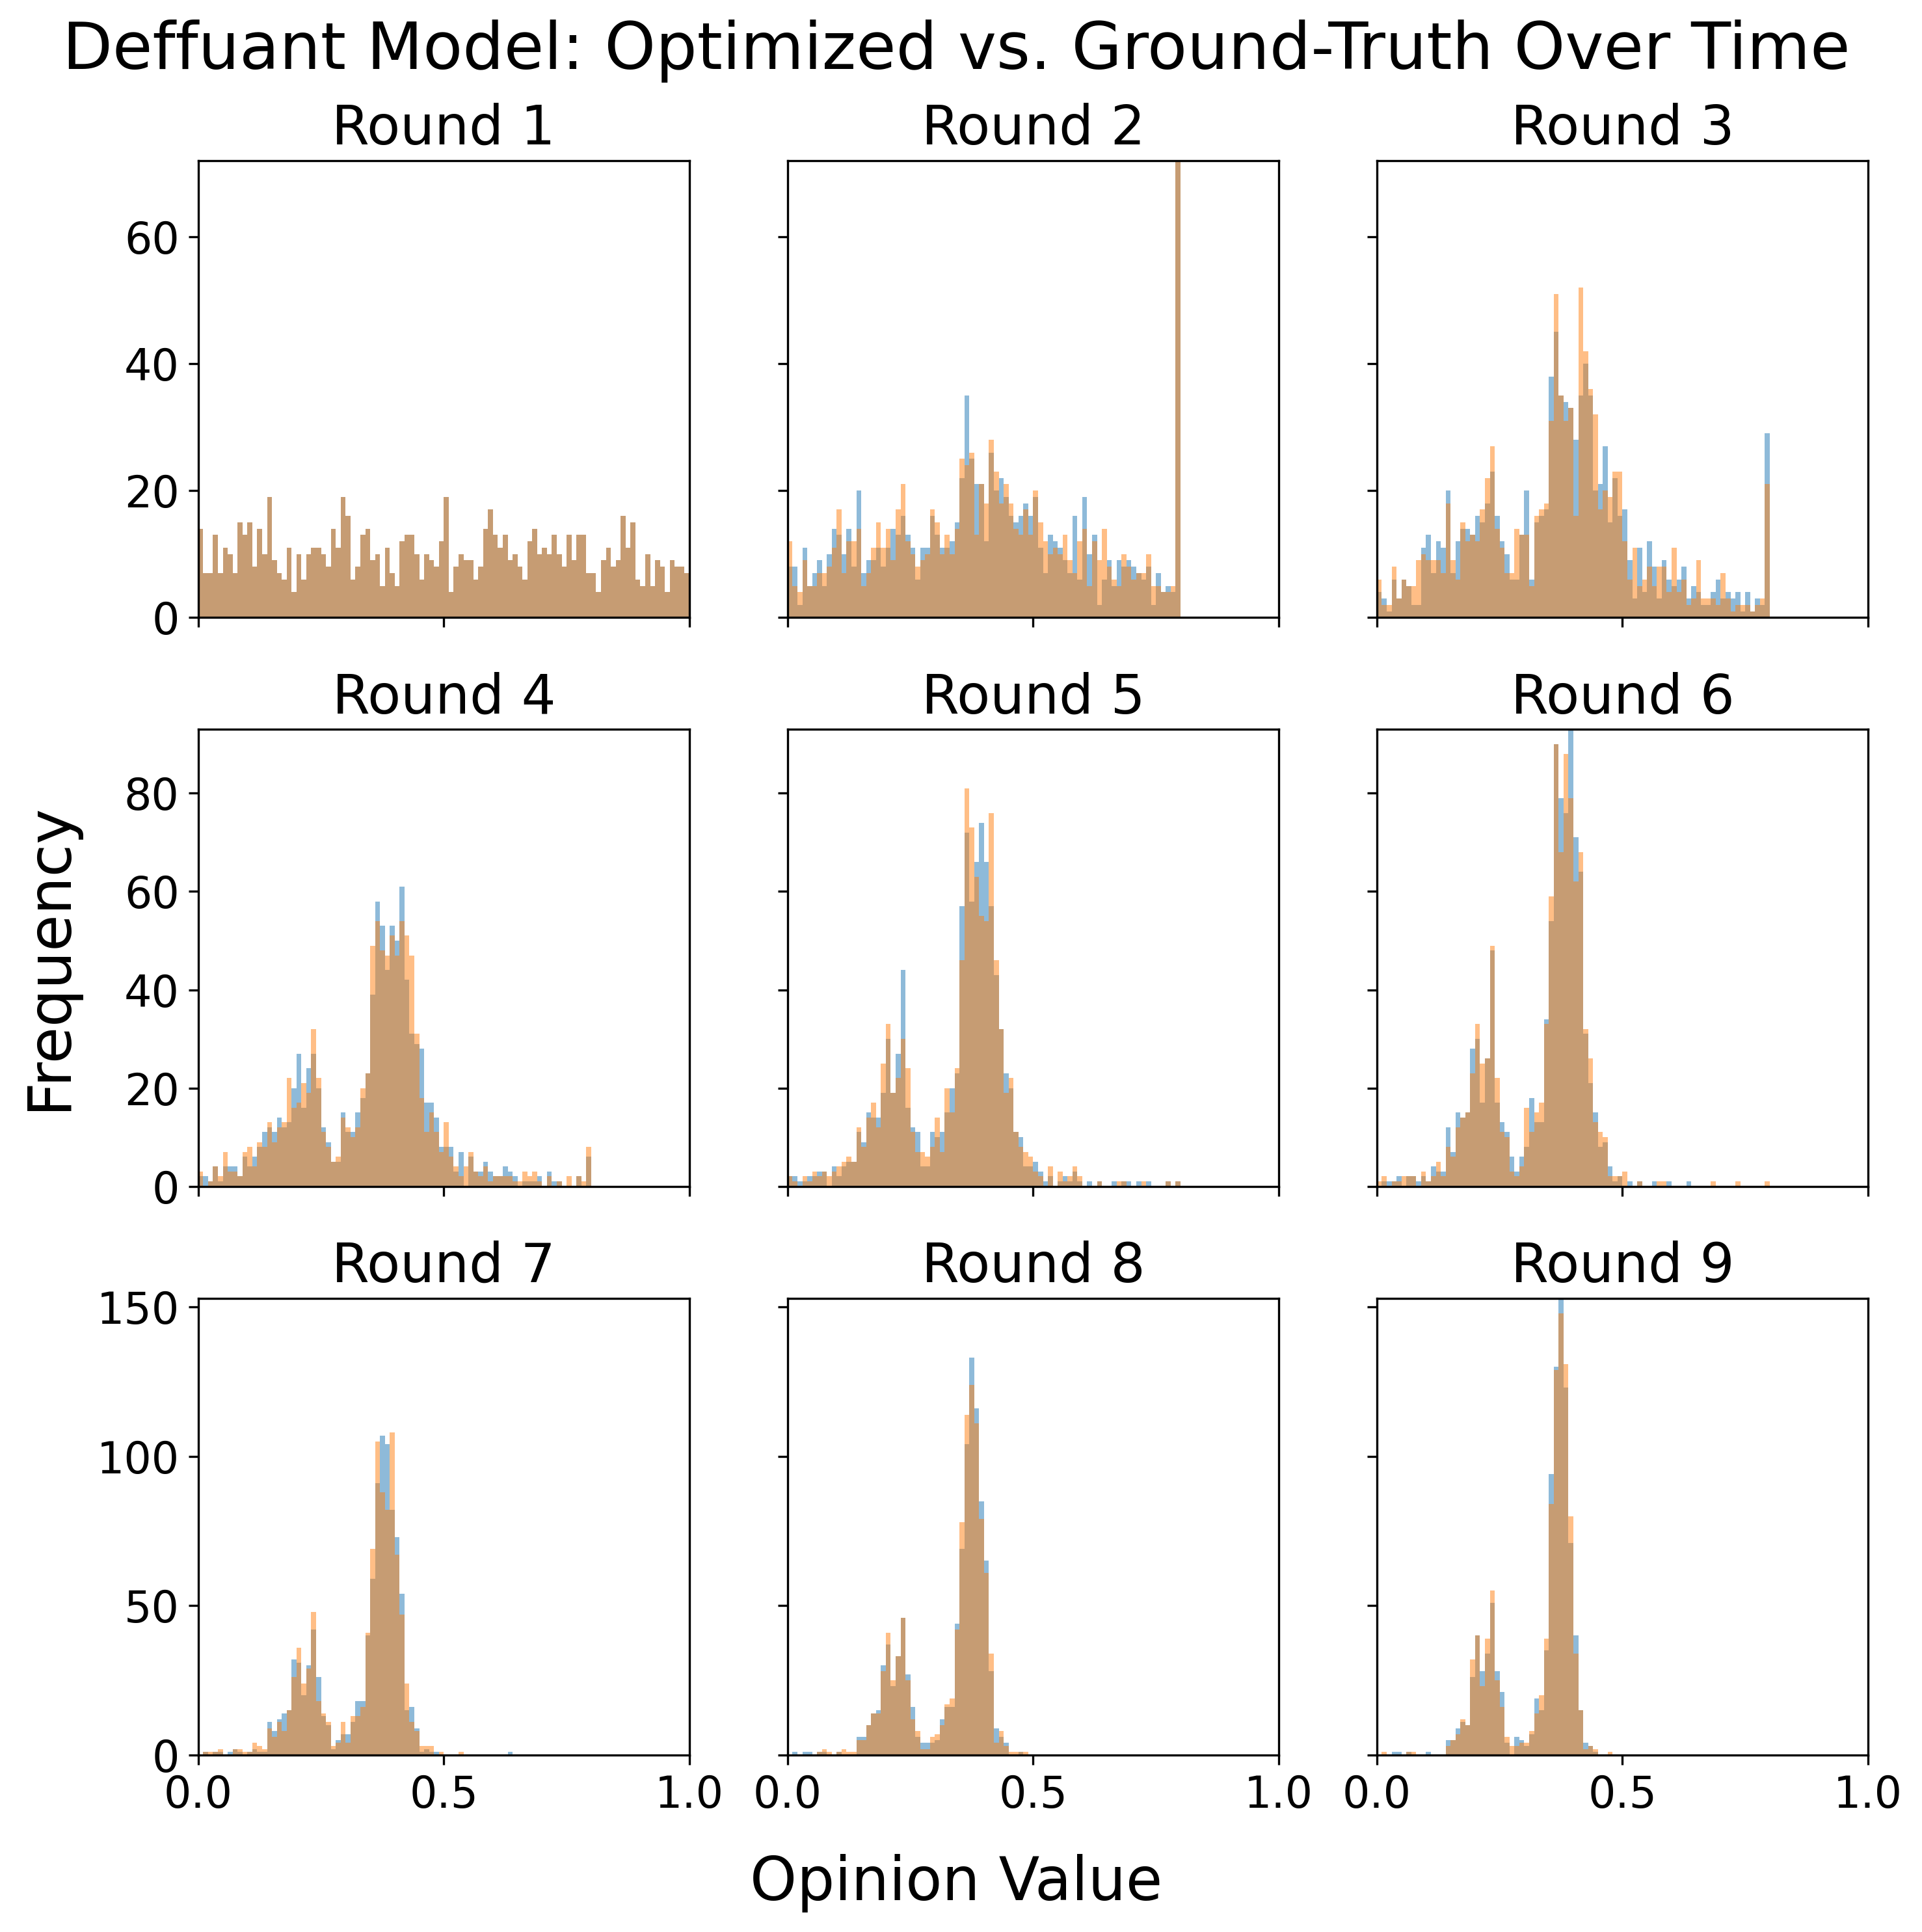 Deffuant Model: Optimized vs. Ground-Truth Over Time
Round 1
Round 2
Round 3
60
40
20
0
Round 4
Round 5
Round 6
80
60
40
20
0
Frequency
Round 7
Round 8
Round 9
150
100
50
0
0.0 0.5 1.0
0.0 0.5 1.0
0.0 0.5 1.0
Opinion Value